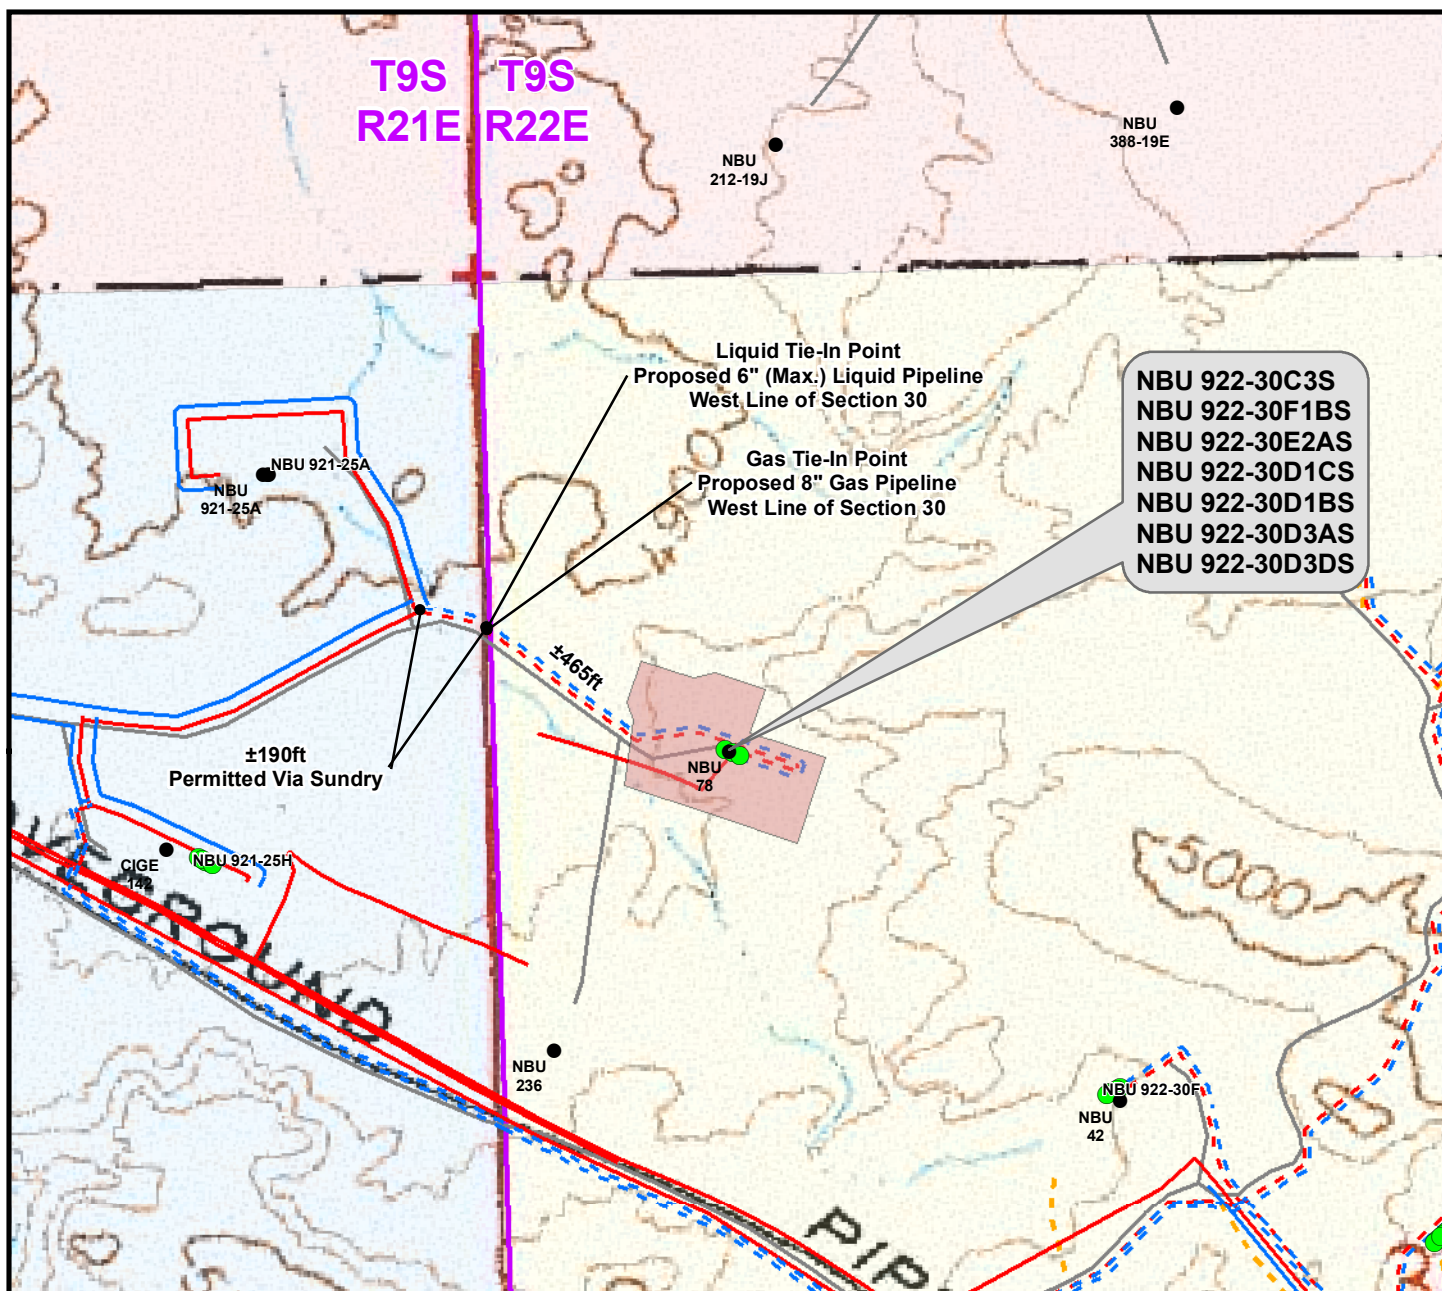 T9S T9S
R21E R22E
NBU
388-19E
NBU
212-19J
Liquid Tie-In Point
Proposed 6" (Max.) Liquid Pipeline
West Line of Section 30
NBU 922-30C3S
NBU 922-30F1BS
NBU 922-30E2AS
NBU 922-30D1CS
NBU 922-30D1BS
NBU 922-30D3AS
NBU 922-30D3DS
Gas Tie-In Point
Proposed 8" Gas Pipeline
West Line of Section 30
NBU 921-25A
NBU
921-25A
±465ft
±190ft
Permitted Via Sundry
NBU
78
CIGE
142
NBU 921-25H
5000
GROUND
NBU
236
NBU 922-30F
NBU
42